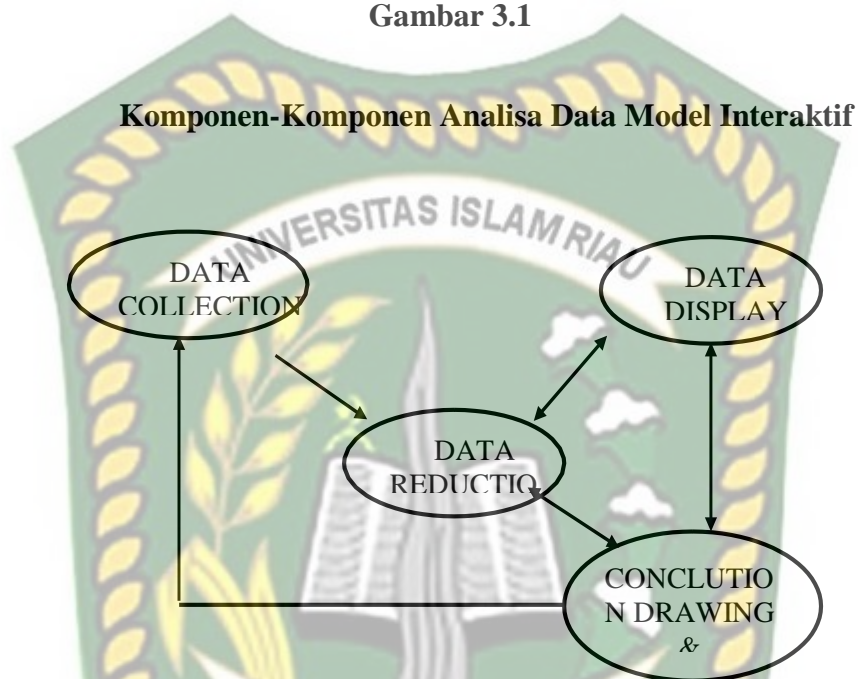 Gambar 3.1
Komponen-Komponen Analisa Data Model Interaktif
UNIVERSITAS ISLAM RIAU
DATA
COLLECTION
DATA
DISPLAY
DATA
REDUCTIO
CONCLUTIO
N DRAWING
&